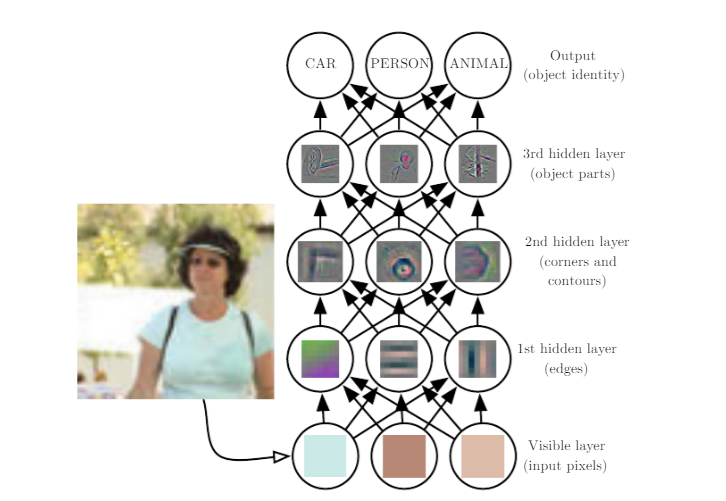 CAR PERSON ANIMAL
Output
(object identity)
3rd hidden layer
(object parts)
2nd hidden layer
(corners and
contours)
1st hidden layer
(edges)
Visible layer
(input pixels)